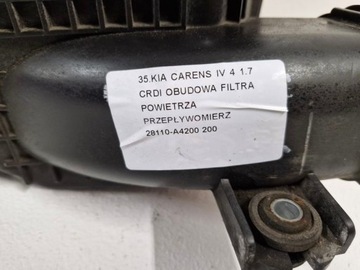 35.KIA CARENS IV 4 1.7
CRDI OBUDOWA FILTRA
POWIETRZA
PRZEPŁYWOMIERZ
28110-A4200 200